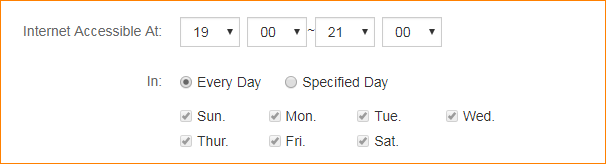 Internet Accessible At: 19 00 ~ 21 00
In: Every Day Specified Day
Sun. Mon. Tue. Wed.
Thur. Fri. Sat.